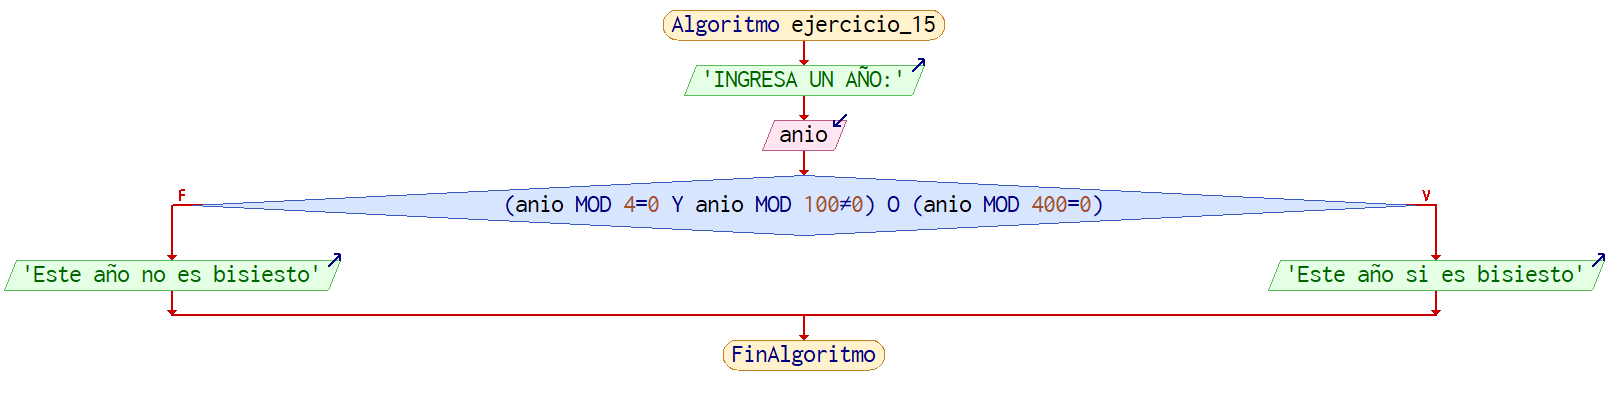 Algoritmo ejercicio_15
'INGRESA UN AÑO:'
anio
F
V
(anio MOD 4=0 Y anio MOD 100≠0) O (anio MOD 400=0)
'Este año no es bisiesto'
'Este año si es bisiesto'
FinAlgoritmo